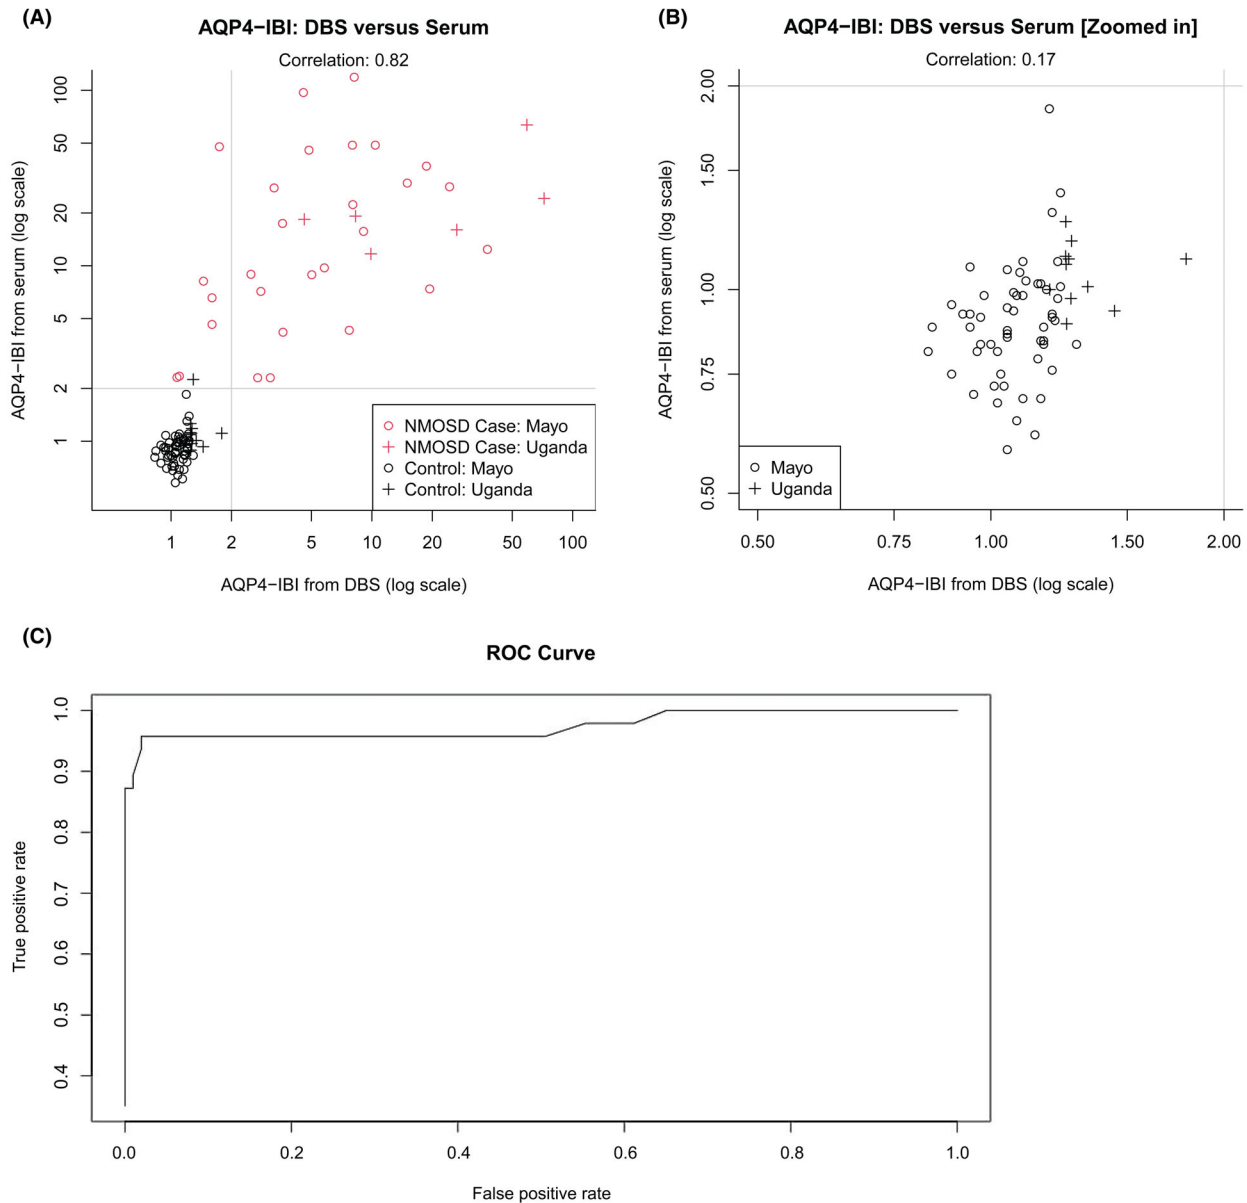 (A)
AQP4−IBI: DBS versus Serum
Correlation: 0.82
AQP4−IBI from serum (log scale)
100
50
20
10
5
2
1
NMOSD Case: Mayo
NMOSD Case: Uganda
Control: Mayo
Control: Uganda
1 2 5 10 20 50 100
AQP4−IBI from DBS (log scale)
(B)
AQP4−IBI: DBS versus Serum [Zoomed in]
Correlation: 0.17
AQP4−IBI from serum (log scale)
2.00
1.50
1.00
0.75
0.50
Mayo
Uganda
0.50 0.75 1.00 1.50 2.00
AQP4−IBI from DBS (log scale)
(C)
ROC Curve
True positive rate
1.0
0.9
0.8
0.7
0.6
0.5
0.4
0.0 0.2 0.4 0.6 0.8 1.0
False positive rate